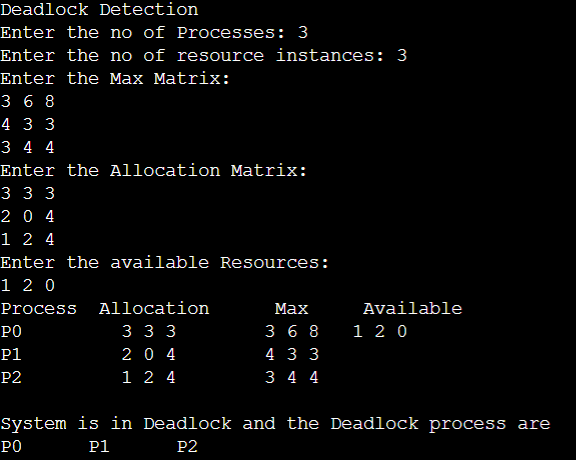 Deadlock Detection
Enter the no of Processes: 3
Enter the no of resource instances: 3
Enter the Max Matrix:
3 6 8
4 3 3
3 4 4
Enter the Allocation Matrix:
3 3 3
2 0 4
1 2 4
Enter the available Resources:
1 2 0
Process  Allocation      Max     Available
P0         3 3 3        3 6 8   1 2 0
P1         2 0 4        4 3 3
P2         1 2 4        3 4 4
System is in Deadlock and the Deadlock process are
P0      P1      P2